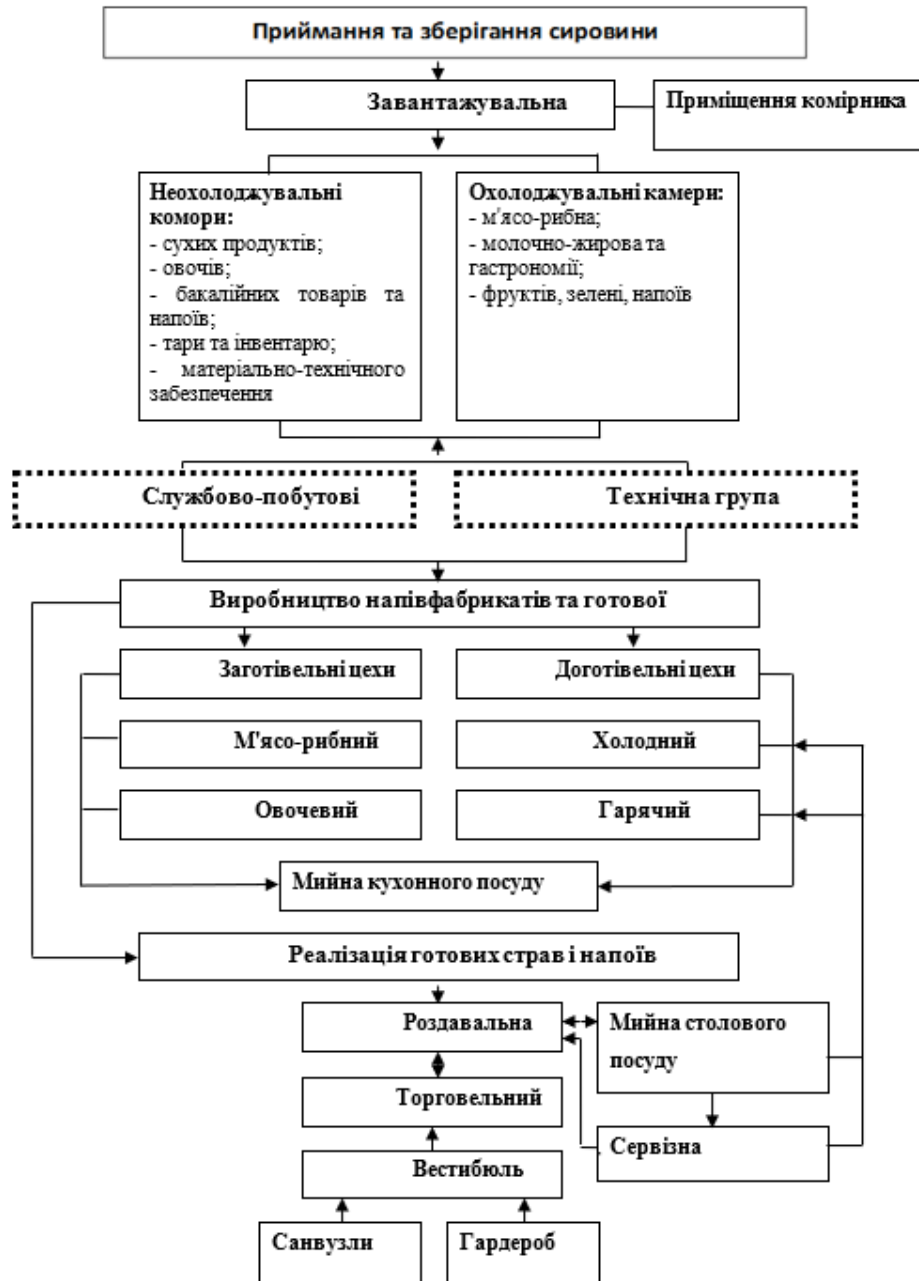 Приймання та зберігання сировини
Завантажувальна
Приміщення комірника
Неохолоджувальні
комори:
- сухих продуктів;
- овочів;
- бакалійних товарів та
напоїв;
- тари та інвентарю;
- матеріально-технічного
забезпечення
Охолоджувальні камери:
- м'ясо-рибна;
- молочно-жирова та
гастрономії;
- фруктів, зелені, напоїв
Службово-побутові
Технічна група
Виробництво напівфабрикатів та готової
Заготівельні цехи
Доготівельні цехи
М'ясо-рибний
Холодний
Овочевий
Гарячий
Мийна кухонного посуду
Реалізація готових страв і напоїв
Роздавальна
Мийна столового
посуду
Торговельний
Сервізна
Вестибюль
Санвузли
Гардероб